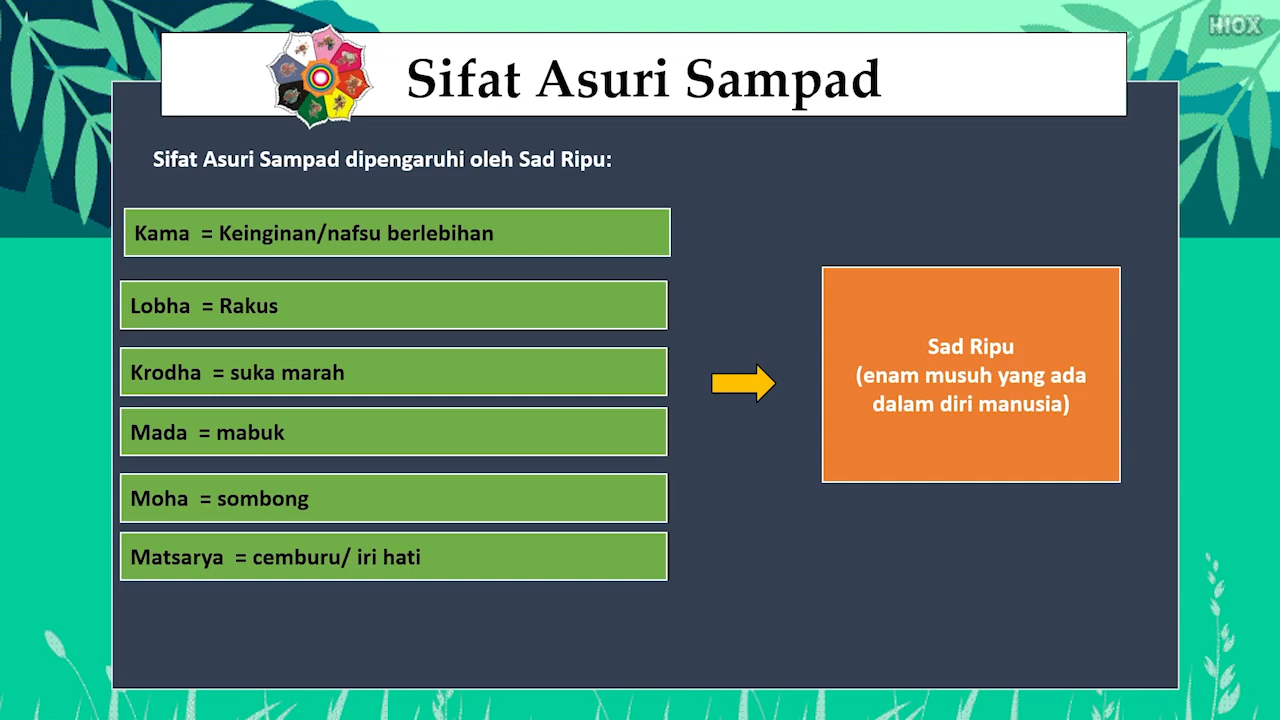 HIOX
Sifat Asuri Sampad
Sifat Asuri Sampad dipengaruhi oleh Sad Ripu:
Kama = Keinginan/nafsu berlebihan
Lobha = Rakus
Krodha = suka marah
Mada = mabuk
Moha = sombong
Matsarya = cemburu/ iri hati
Sad Ripu
(enam musuh yang ada
dalam diri manusia)